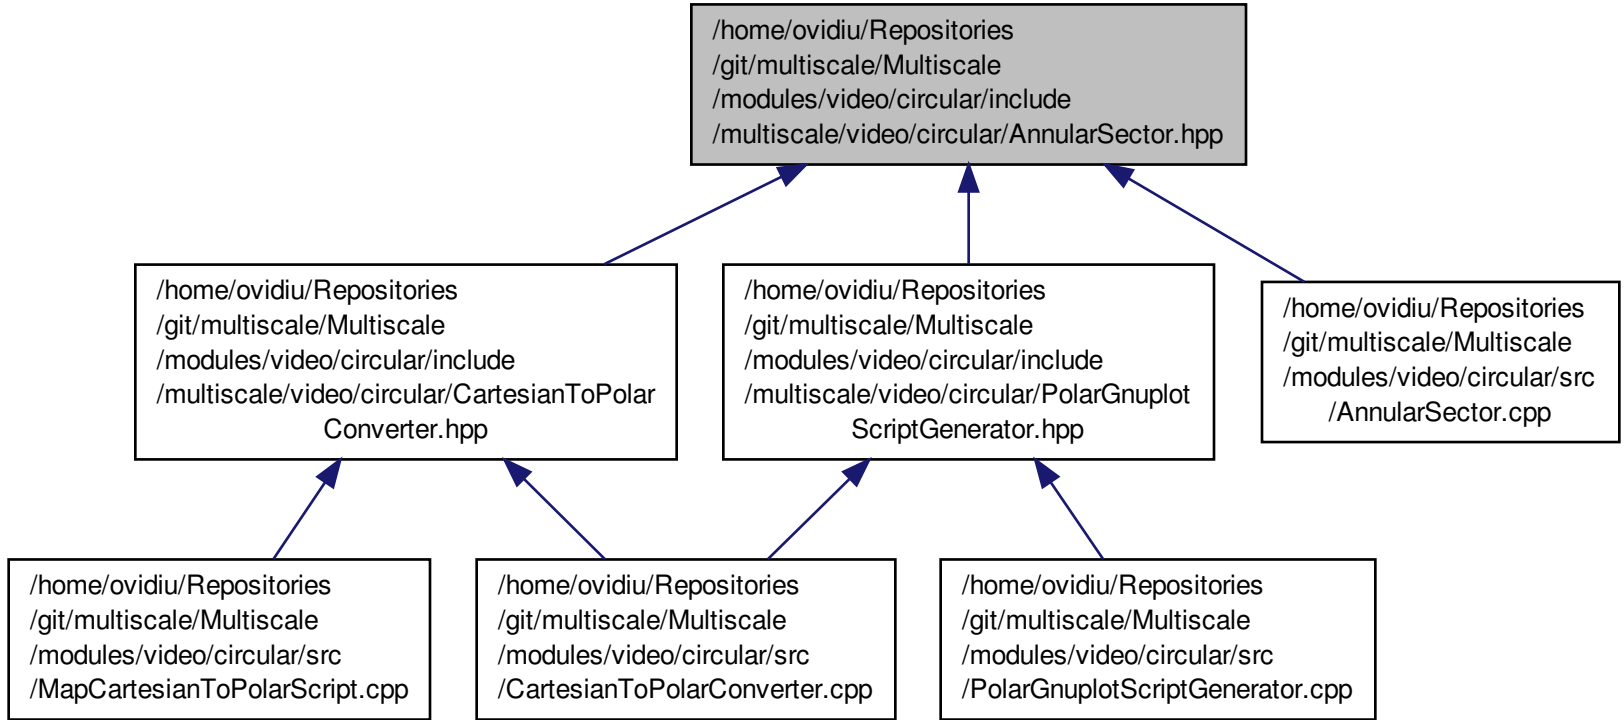 /home/ovidiu/Repositories
/git/multiscale/Multiscale
/modules/video/circular/include
/multiscale/video/circular/AnnularSector.hpp
/home/ovidiu/Repositories
/git/multiscale/Multiscale
/modules/video/circular/include
/multiscale/video/circular/CartesianToPolar
Converter.hpp
/home/ovidiu/Repositories
/git/multiscale/Multiscale
/modules/video/circular/include
/multiscale/video/circular/PolarGnuplot
ScriptGenerator.hpp
/home/ovidiu/Repositories
/git/multiscale/Multiscale
/modules/video/circular/src
/AnnularSector.cpp
/home/ovidiu/Repositories
/git/multiscale/Multiscale
/modules/video/circular/src
/MapCartesianToPolarScript.cpp
/home/ovidiu/Repositories
/git/multiscale/Multiscale
/modules/video/circular/src
/CartesianToPolarConverter.cpp
/home/ovidiu/Repositories
/git/multiscale/Multiscale
/modules/video/circular/src
/PolarGnuplotScriptGenerator.cpp